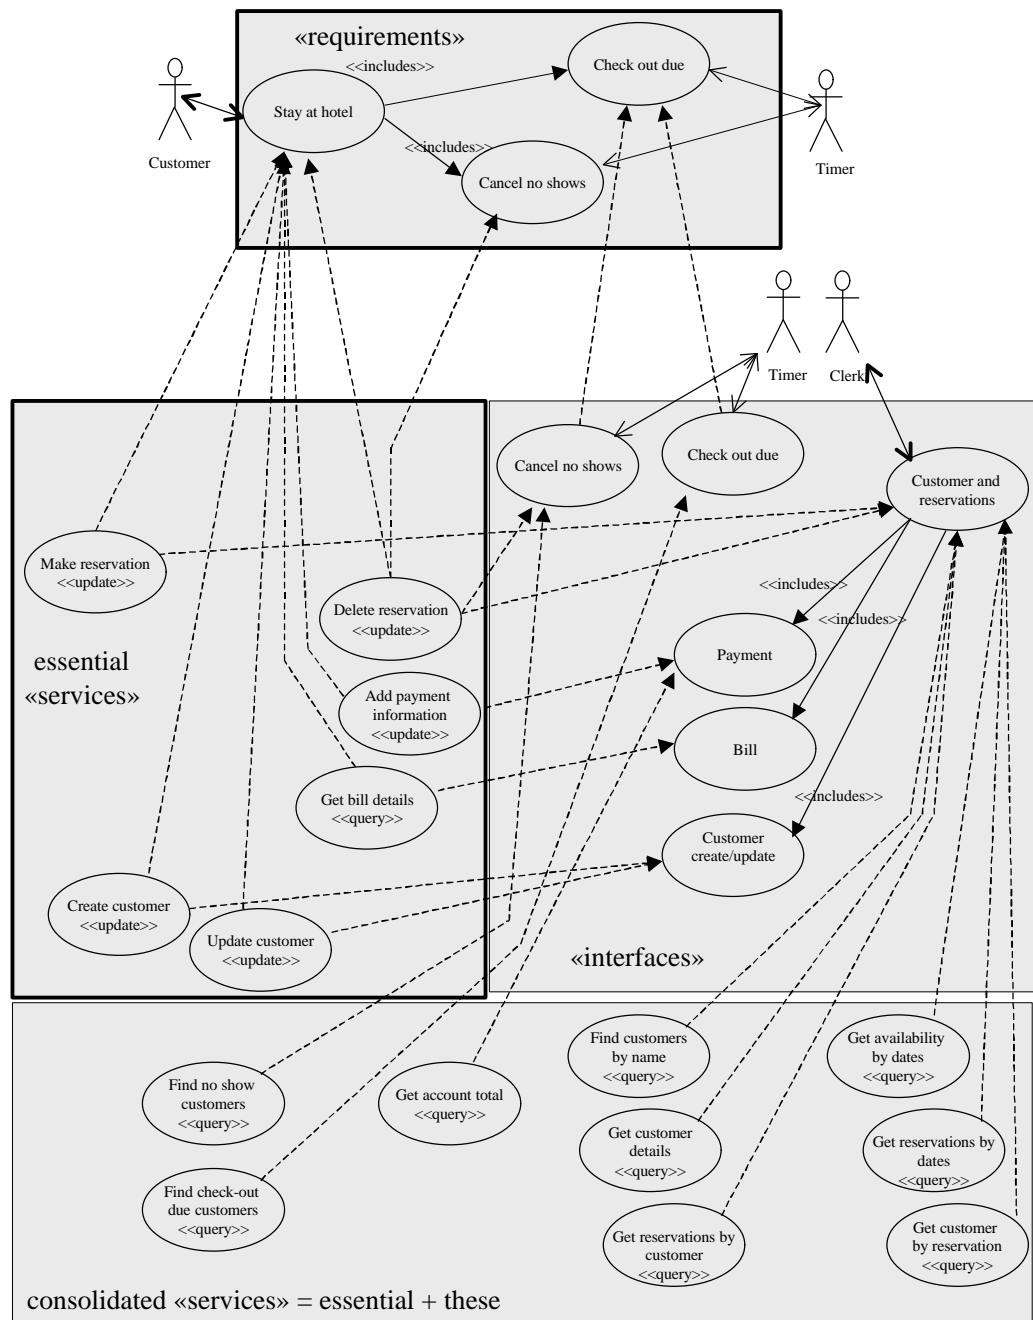 «requirements»
<<includes>>
Check out due
Stay at hotel
Customer
<<includes>>
Timer
Cancel no shows
Timer
Clerk
Cancel no shows
Check out due
Customer and
reservations
Make reservation
<<update>>
<<includes>>
Delete reservation
<<update>>
<<includes>>
essential
«services»
Payment
Add payment
information
<<update>>
Bill
Get bill details
<<query>>
<<includes>>
Customer
create/update
Create customer
<<update>>
Update customer
<<update>>
«interfaces»
Find customers
by name
<<query>>
Get availability
by dates
<<query>>
Find no show
customers
<<query>>
Get account total
<<query>>
Get customer
details
<<query>>
Get reservations by
dates
<<query>>
Find check-out
due customers
<<query>>
Get reservations by
customer
<<query>>
Get customer
by reservation
<<query>>
consolidated «services» = essential + these